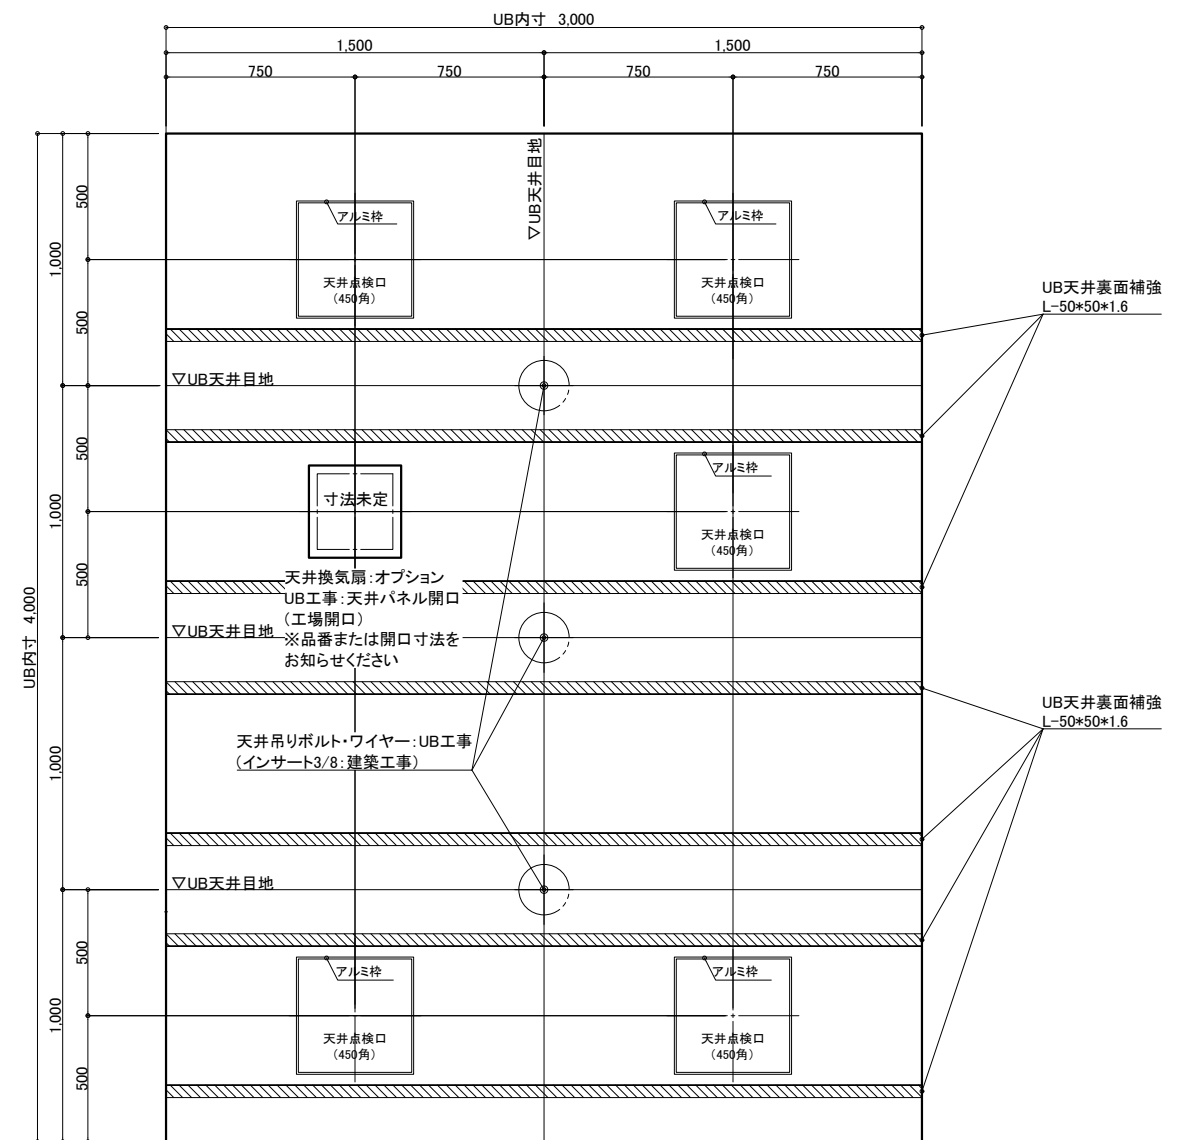 UB内寸 3,000
1,500
1,500
750
750
750
750
▽UB天井目地
500
アルミ枠
アルミ枠
1,000
天井点検口
(450角)
天井点検口
(450角)
UB天井裏面補強
L-50*50*1.6
500
▽UB天井目地
500
アルミ枠
寸法未定
1,000
天井点検口
(450角)
500
天井換気扇:オプション
UB工事:天井パネル開口
(工場開口)
※品番または開口寸法を
お知らせください
UB内寸 4,000
▽UB天井目地
UB天井裏面補強
L-50*50*1.6
天井吊りボルト・ワイヤー:UB工事
(インサート3/8:建築工事)
1,000
▽UB天井目地
500
アルミ枠
アルミ枠
1,000
天井点検口
(450角)
天井点検口
(450角)
500